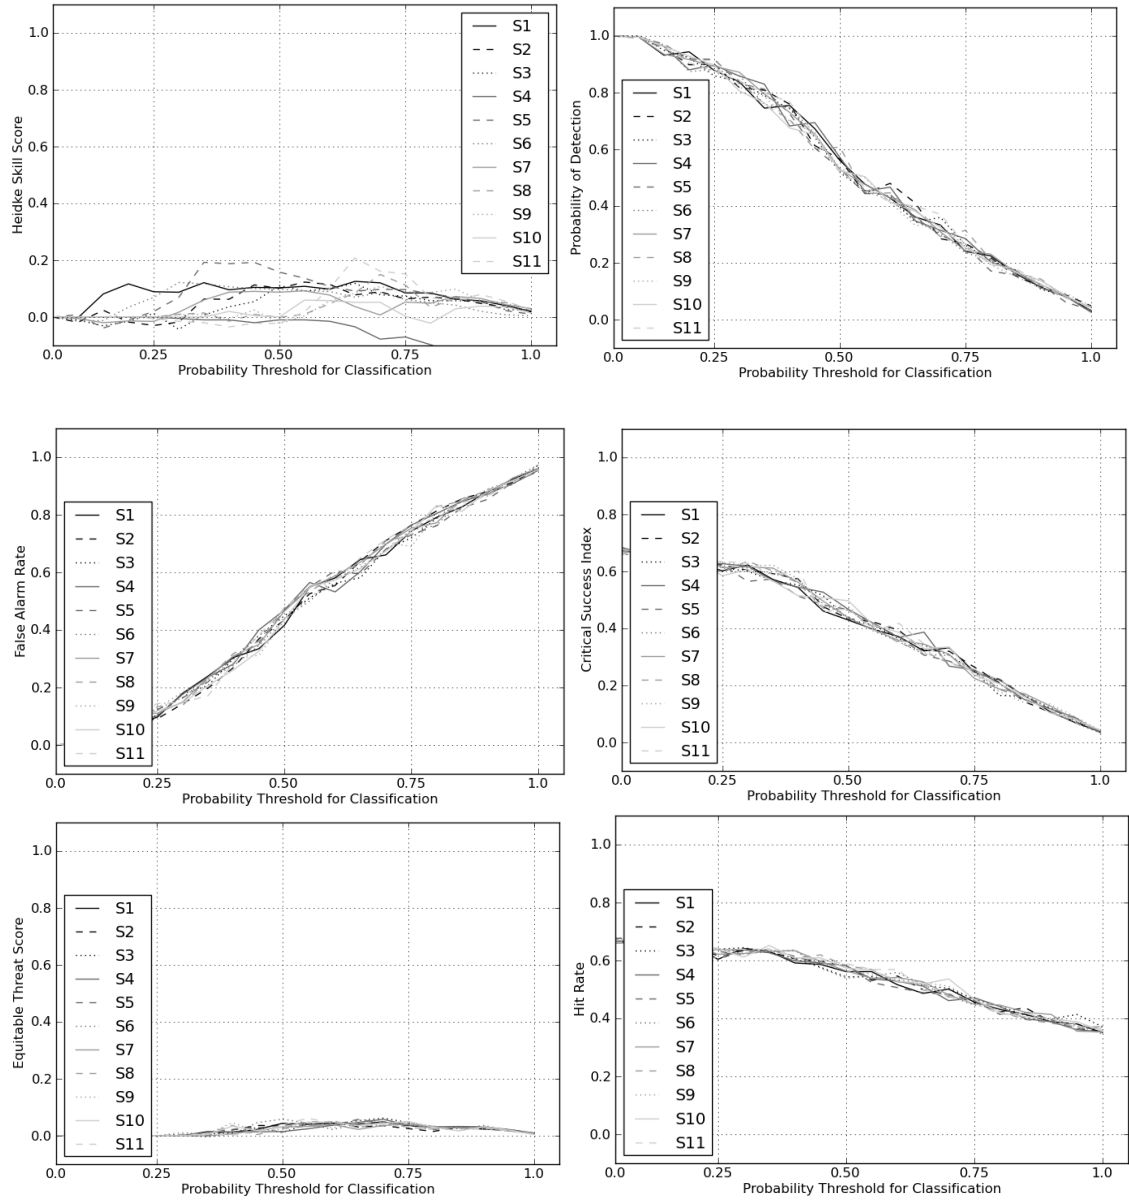 Heidke Skill Score
1.0
0.8
0.6
0.4
0.2
0.0
0.0 0.25 0.50 0.75 1.0
Probability Threshold for Classification
S1
S2
S3
S4
S5
S6
S7
S8
S9
S10
S11
Probability of Detection
1.0
0.8
0.6
0.4
0.2
0.0
0.0 0.25 0.50 0.75 1.0
Probability Threshold for Classification
S1
S2
S3
S4
S5
S6
S7
S8
S9
S10
S11
False Alarm Rate
1.0
0.8
0.6
0.4
0.2
0.0
0.0 0.25 0.50 0.75 1.0
Probability Threshold for Classification
S1
S2
S3
S4
S5
S6
S7
S8
S9
S10
S11
Critical Success Index
1.0
0.8
0.6
0.4
0.2
0.0
0.0 0.25 0.50 0.75 1.0
Probability Threshold for Classification
S1
S2
S3
S4
S5
S6
S7
S8
S9
S10
S11
Equitable Threat Score
1.0
0.8
0.6
0.4
0.2
0.0
0.0 0.25 0.50 0.75 1.0
Probability Threshold for Classification
S1
S2
S3
S4
S5
S6
S7
S8
S9
S10
S11
Hit Rate
1.0
0.8
0.6
0.4
0.2
0.0
0.0 0.25 0.50 0.75 1.0
Probability Threshold for Classification
S1
S2
S3
S4
S5
S6
S7
S8
S9
S10
S11